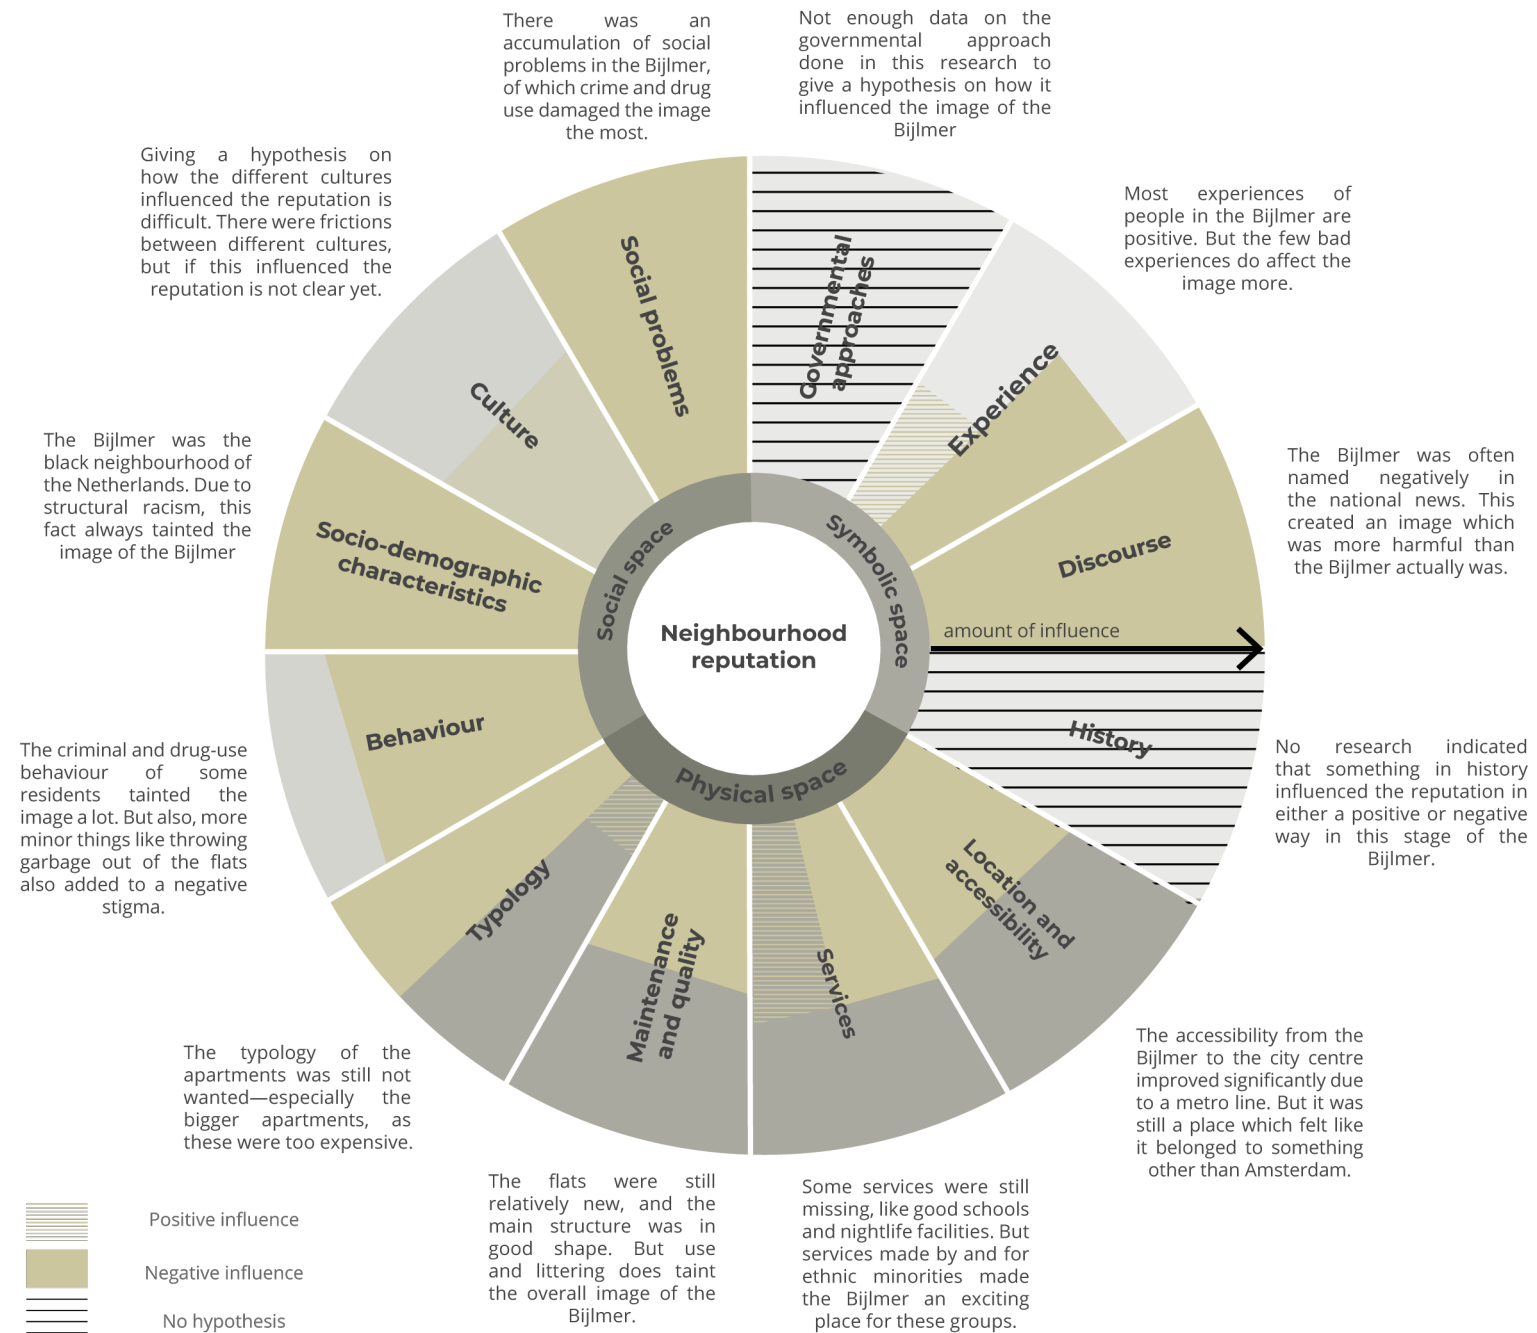 There was an
accumulation of social
problems in the Bijlmer,
of which crime and drug
use damaged the image
the most.
Not enough data on the
governmental approach
done in this research to
give a hypothesis on how it
influenced the image of the
Bijlmer
Giving a hypothesis on
how the different cultures
influenced the reputation is
difficult. There were frictions
between different cultures,
but if this influenced the
reputation is not clear yet.
Most experiences of
people in the Bijlmer are
positive. But the few bad
experiences do affect the
image more.
The Bijlmer was the
black neighbourhood of
the Netherlands. Due to
structural racism, this
fact always tainted the
image of the Bijlmer
The Bijlmer was often
named negatively in
the national news. This
created an image which
was more harmful than
the Bijlmer actually was.
Social problems
Governmental
approaches
Culture
Experience
Socio-demographic
characteristics
Discourse
Social space
Symbolic space
Physical space
Neighbourhood
reputation
amount of influence
Behaviour
History
Typology
Maintenance
and quality
Services
Location and
accessibility
The criminal and drug-use
behaviour of some
residents tainted the
image a lot. But also, more
minor things like throwing
garbage out of the flats
also added to a negative
stigma.
No research indicated
that something in history
influenced the reputation in
either a positive or negative
way in this stage of the
Bijlmer.
The typology of the
apartments was still not
wanted—especially the
bigger apartments, as
these were too expensive.
The accessibility from the
Bijlmer to the city centre
improved significantly due
to a metro line. But it was
still a place which felt like
it belonged to something
other than Amsterdam.
The flats were still
relatively new, and the
main structure was in
good shape. But use
and littering does taint
the overall image of the
Bijlmer.
Some services were still
missing, like good schools
and nightlife facilities. But
services made by and for
ethnic minorities made
the Bijlmer an exciting
place for these groups.
Positive influence
Negative influence
No hypothesis